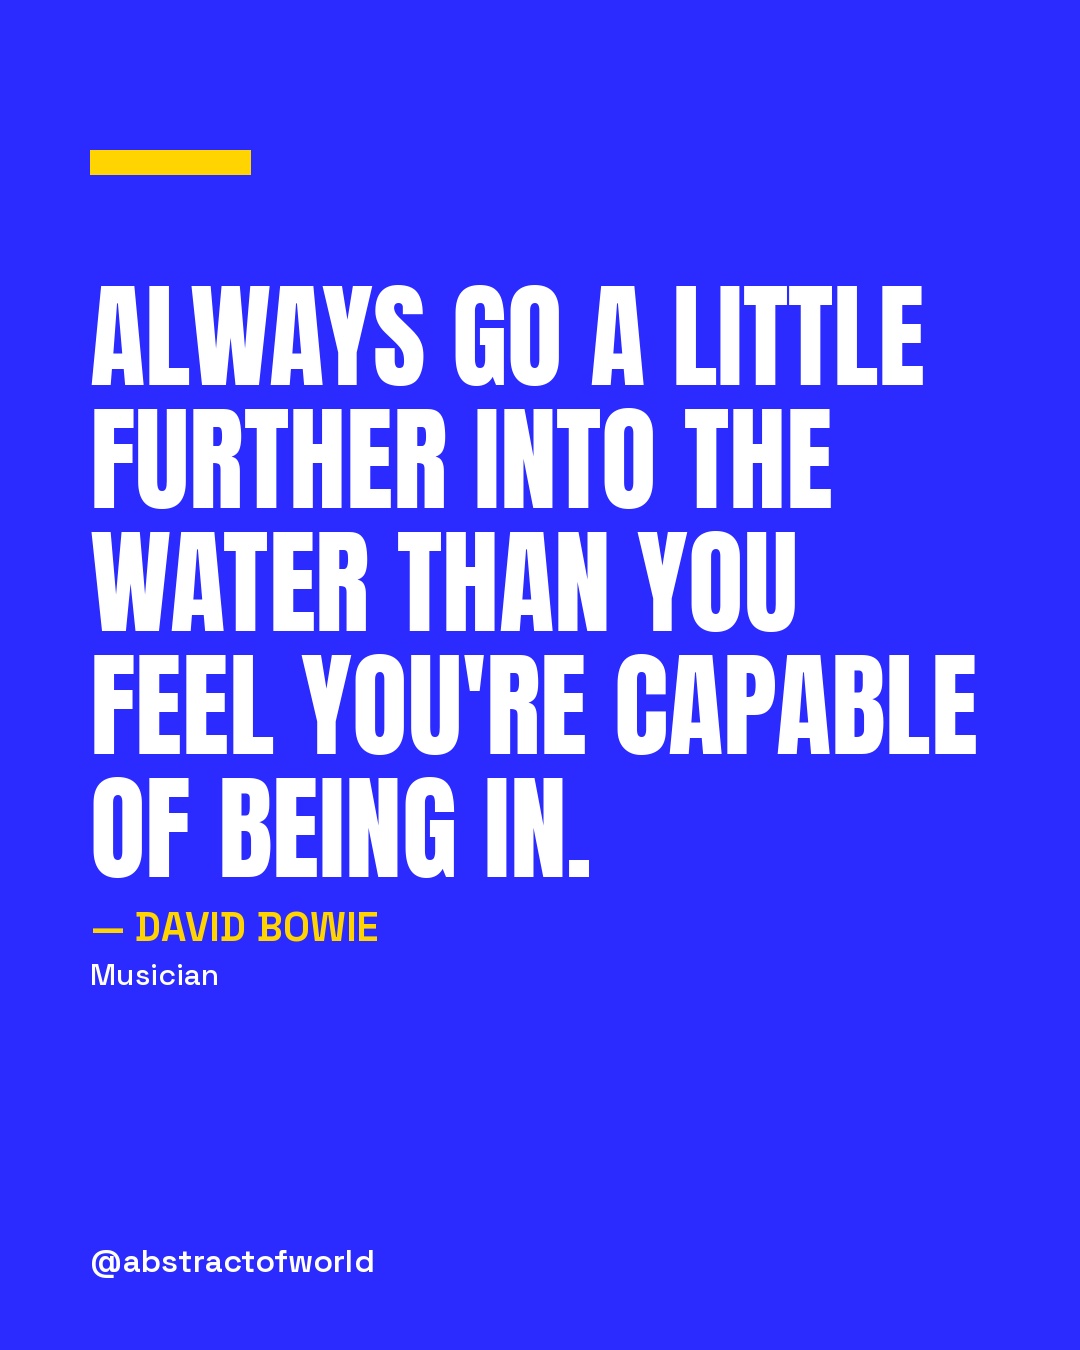 ALWAYS GO A LITTLE
FURTHER INTO THE
WATER THAN YOU
FEEL YOU'RE CAPABLE
OF BEING IN.
— DAVID BOWIE
Musician
@abstractofworld